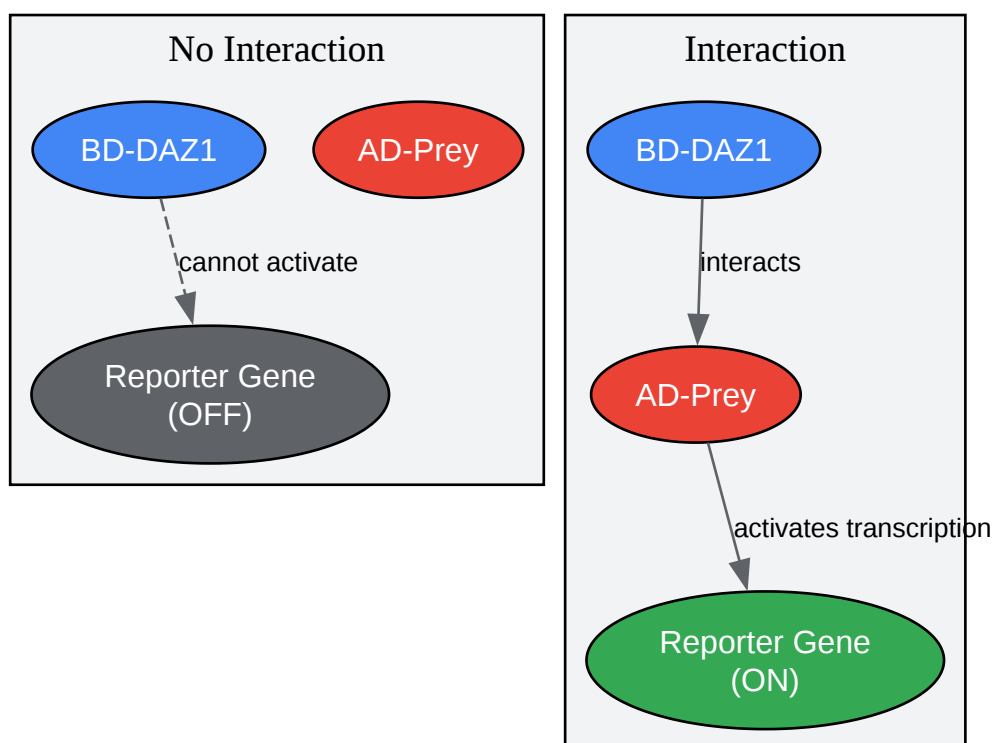 No Interaction
BD-DAZ1
AD-Prey
cannot activate
Reporter Gene
(OFF)
Interaction
BD-DAZ1
interacts
AD-Prey
activates transcription
Reporter Gene
(ON)